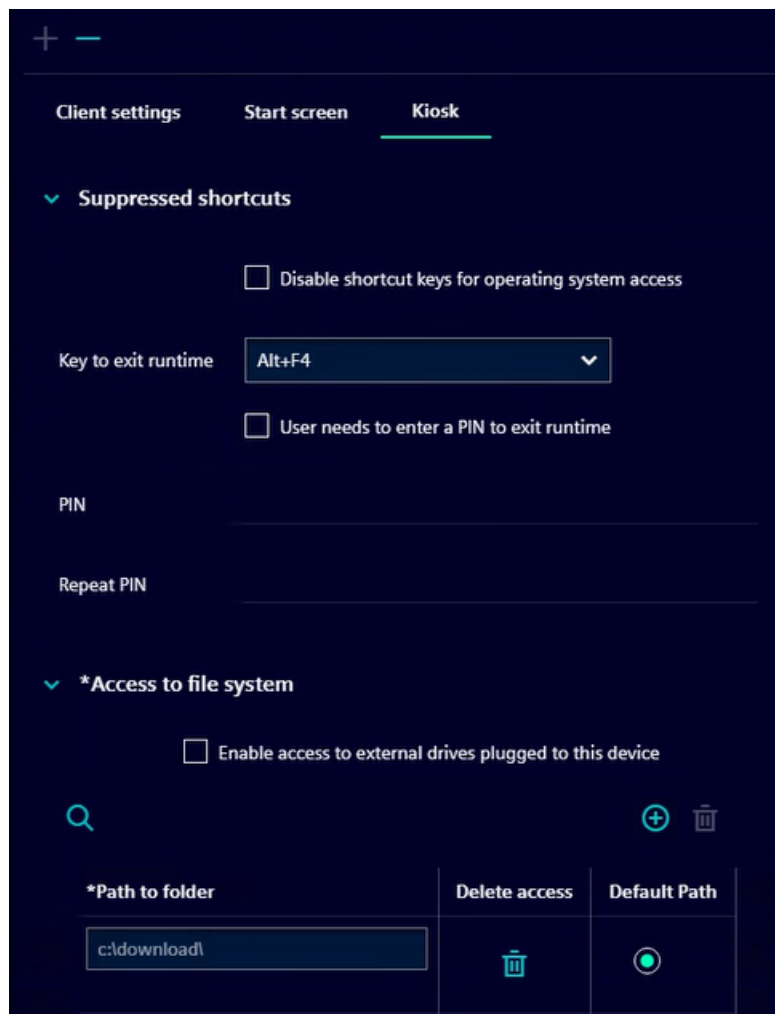 Client settings Start screen Kiosk
Suppressed shortcuts
Disable shortcut keys for operating system access
Key to exit runtime Alt+F4
User needs to enter a PIN to exit runtime
PIN
Repeat PIN
*Access to file system
Enable access to external drives plugged to this device
*Path to folder Delete access Default Path
c:\download\